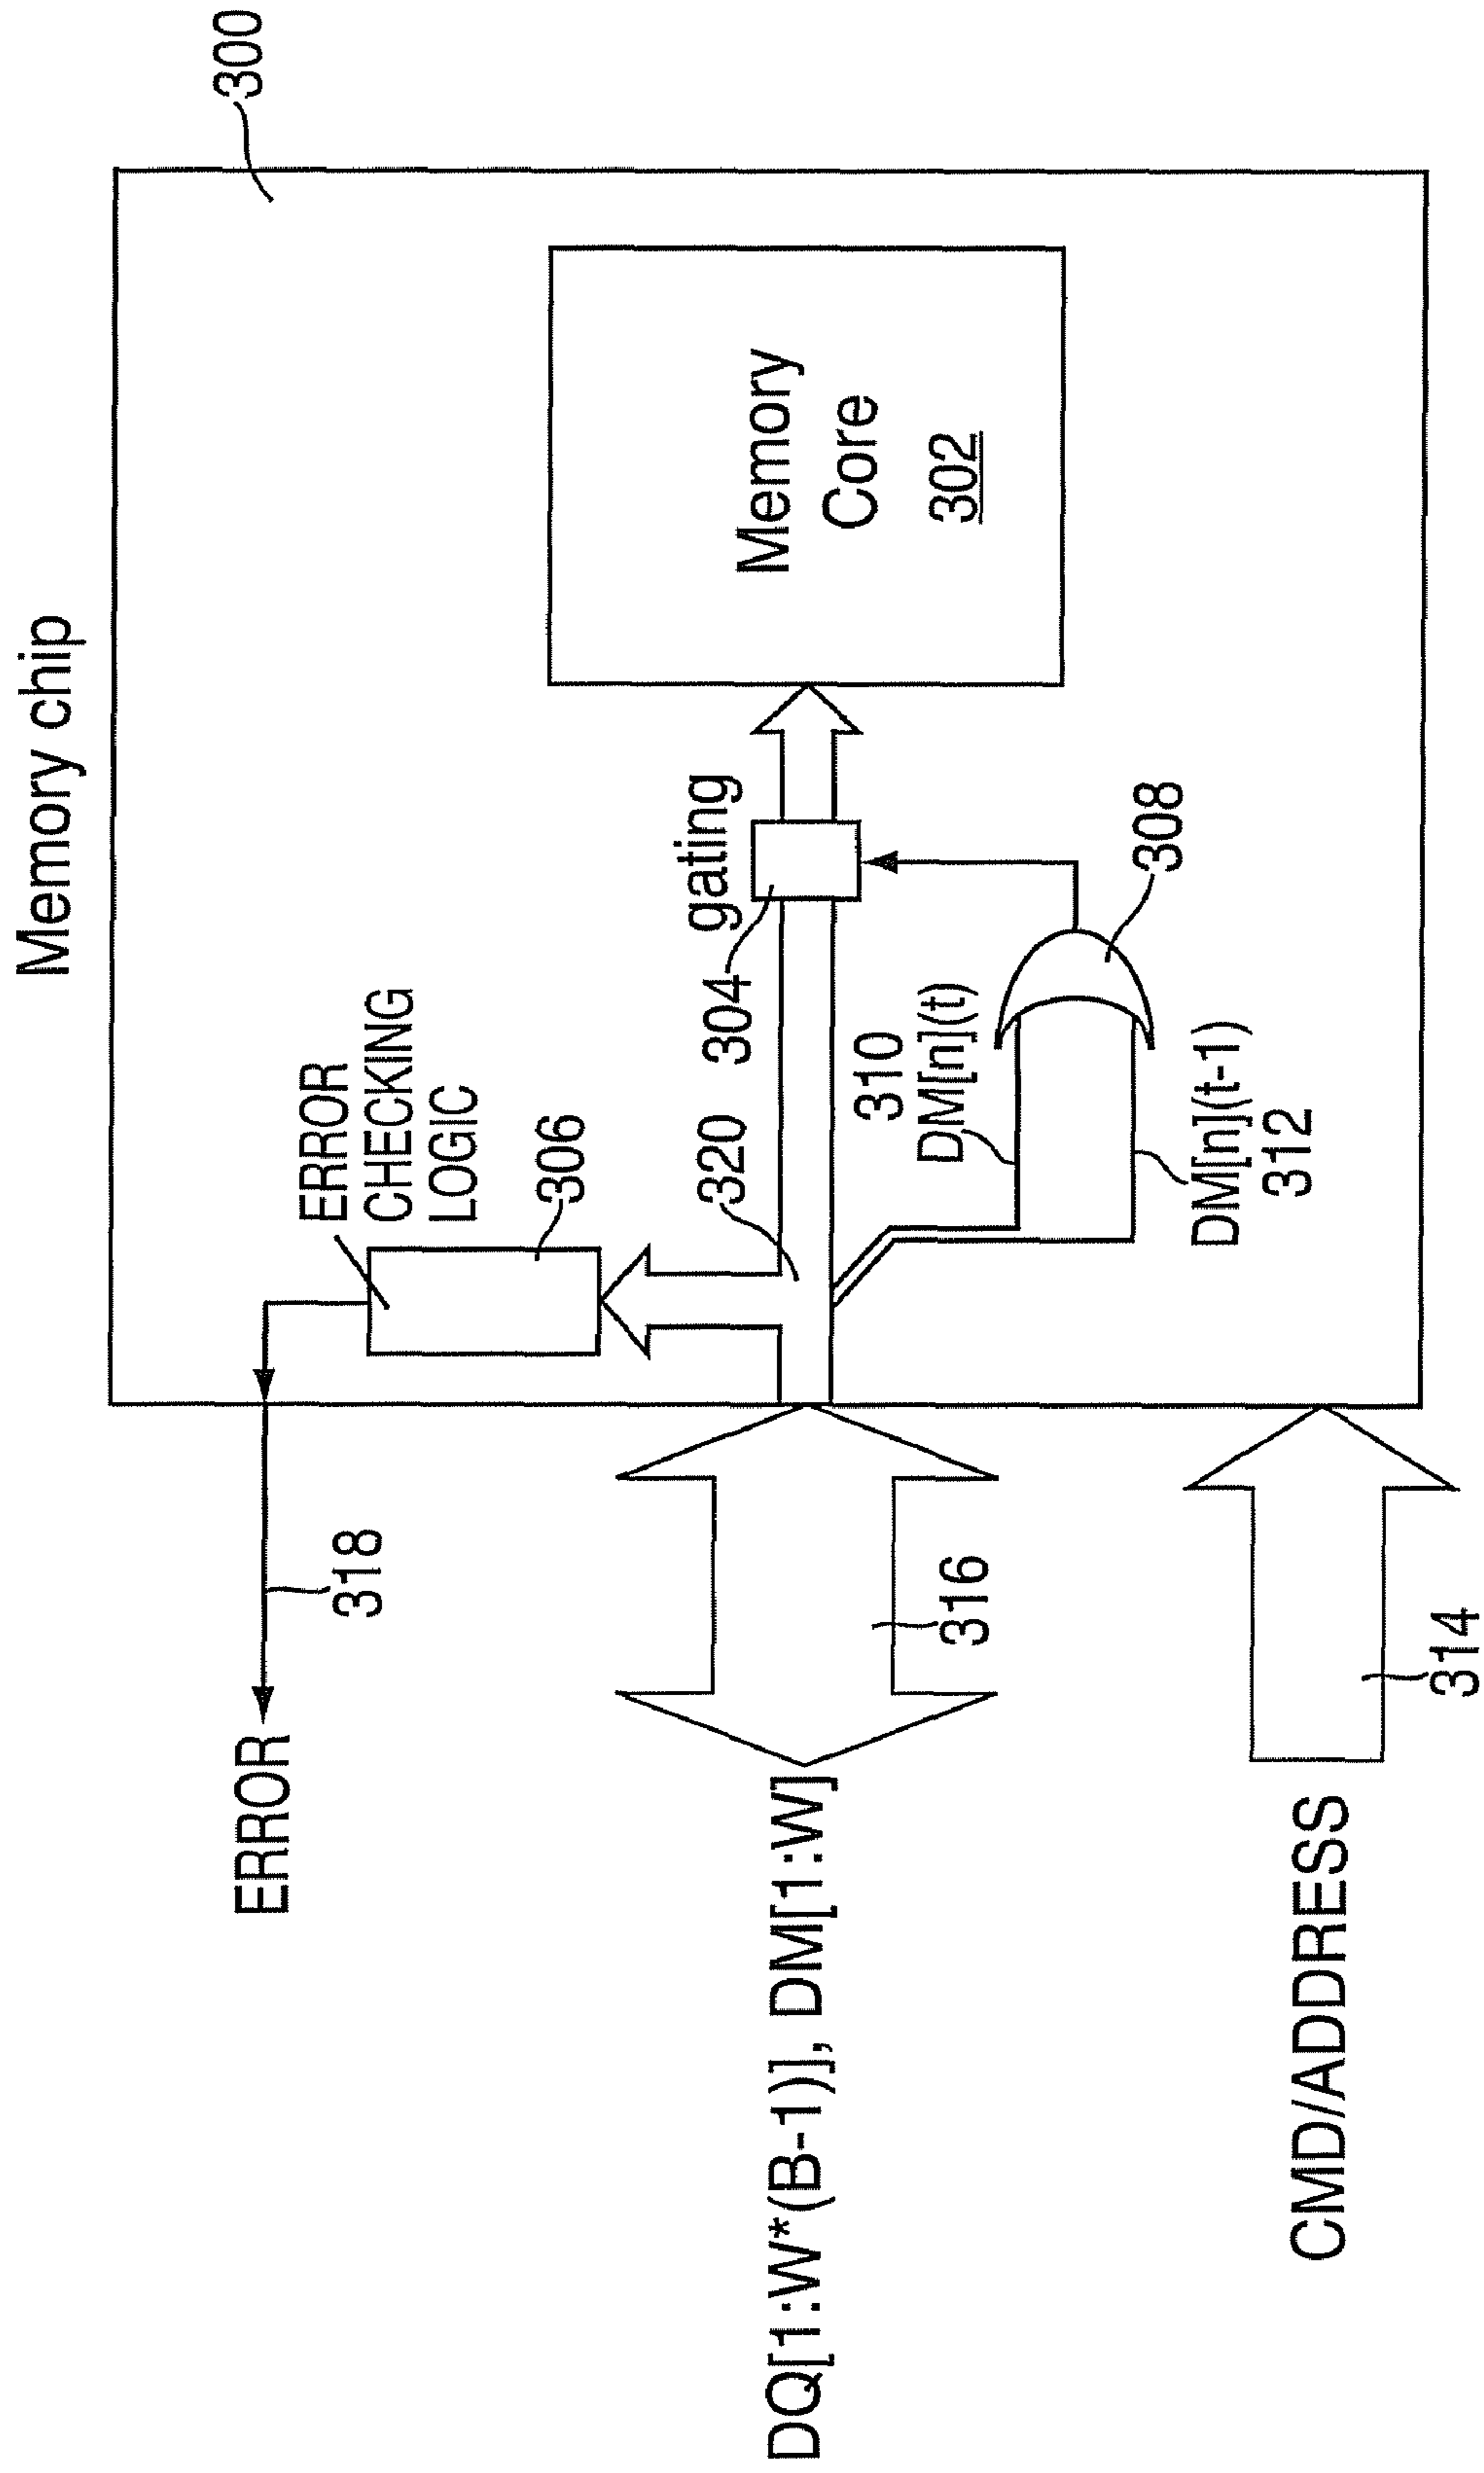 Memory chip
300
ERROR
CHECKING
LOGIC
306
ERROR
318
320
304
gating
Memory
Core
302
310
DM[n](t)
308
DM[n](t-1)
312
DQ[1:W*(B-1)], DM[1:W]
316
CMD/ADDRESS
314